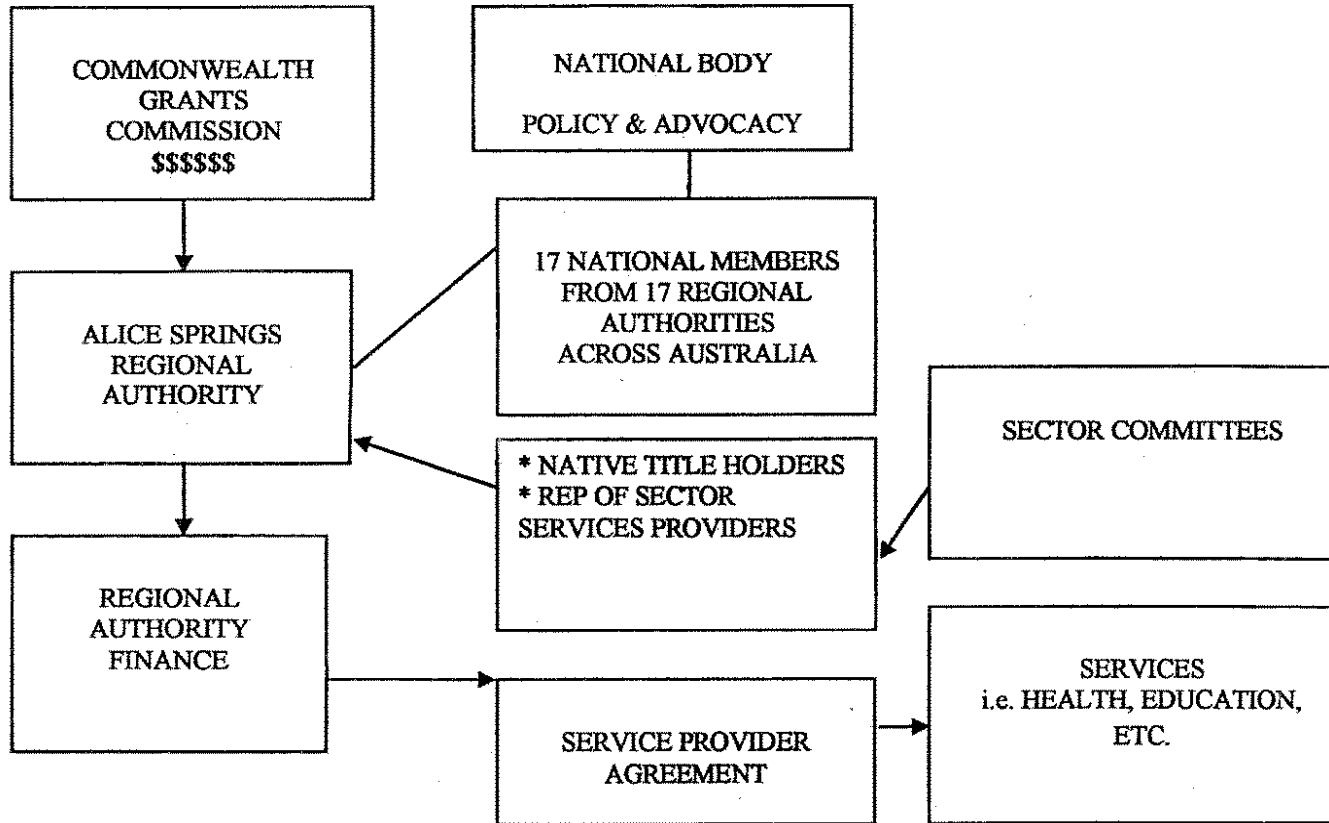 COMMONWEALTH
GRANTS
COMMISSION
$$$$$$
NATIONAL BODY
POLICY & ADVOCACY
17 NATIONAL MEMBERS
FROM 17 REGIONAL
AUTHORITIES
ACROSS AUSTRALIA
ALICE SPRINGS
REGIONAL
AUTHORITY
SECTOR COMMITTEES
* NATIVE TITLE HOLDERS
* REP OF SECTOR
SERVICES PROVIDERS
REGIONAL
AUTHORITY
FINANCE
SERVICES
i.e. HEALTH, EDUCATION,
ETC.
SERVICE PROVIDER
AGREEMENT